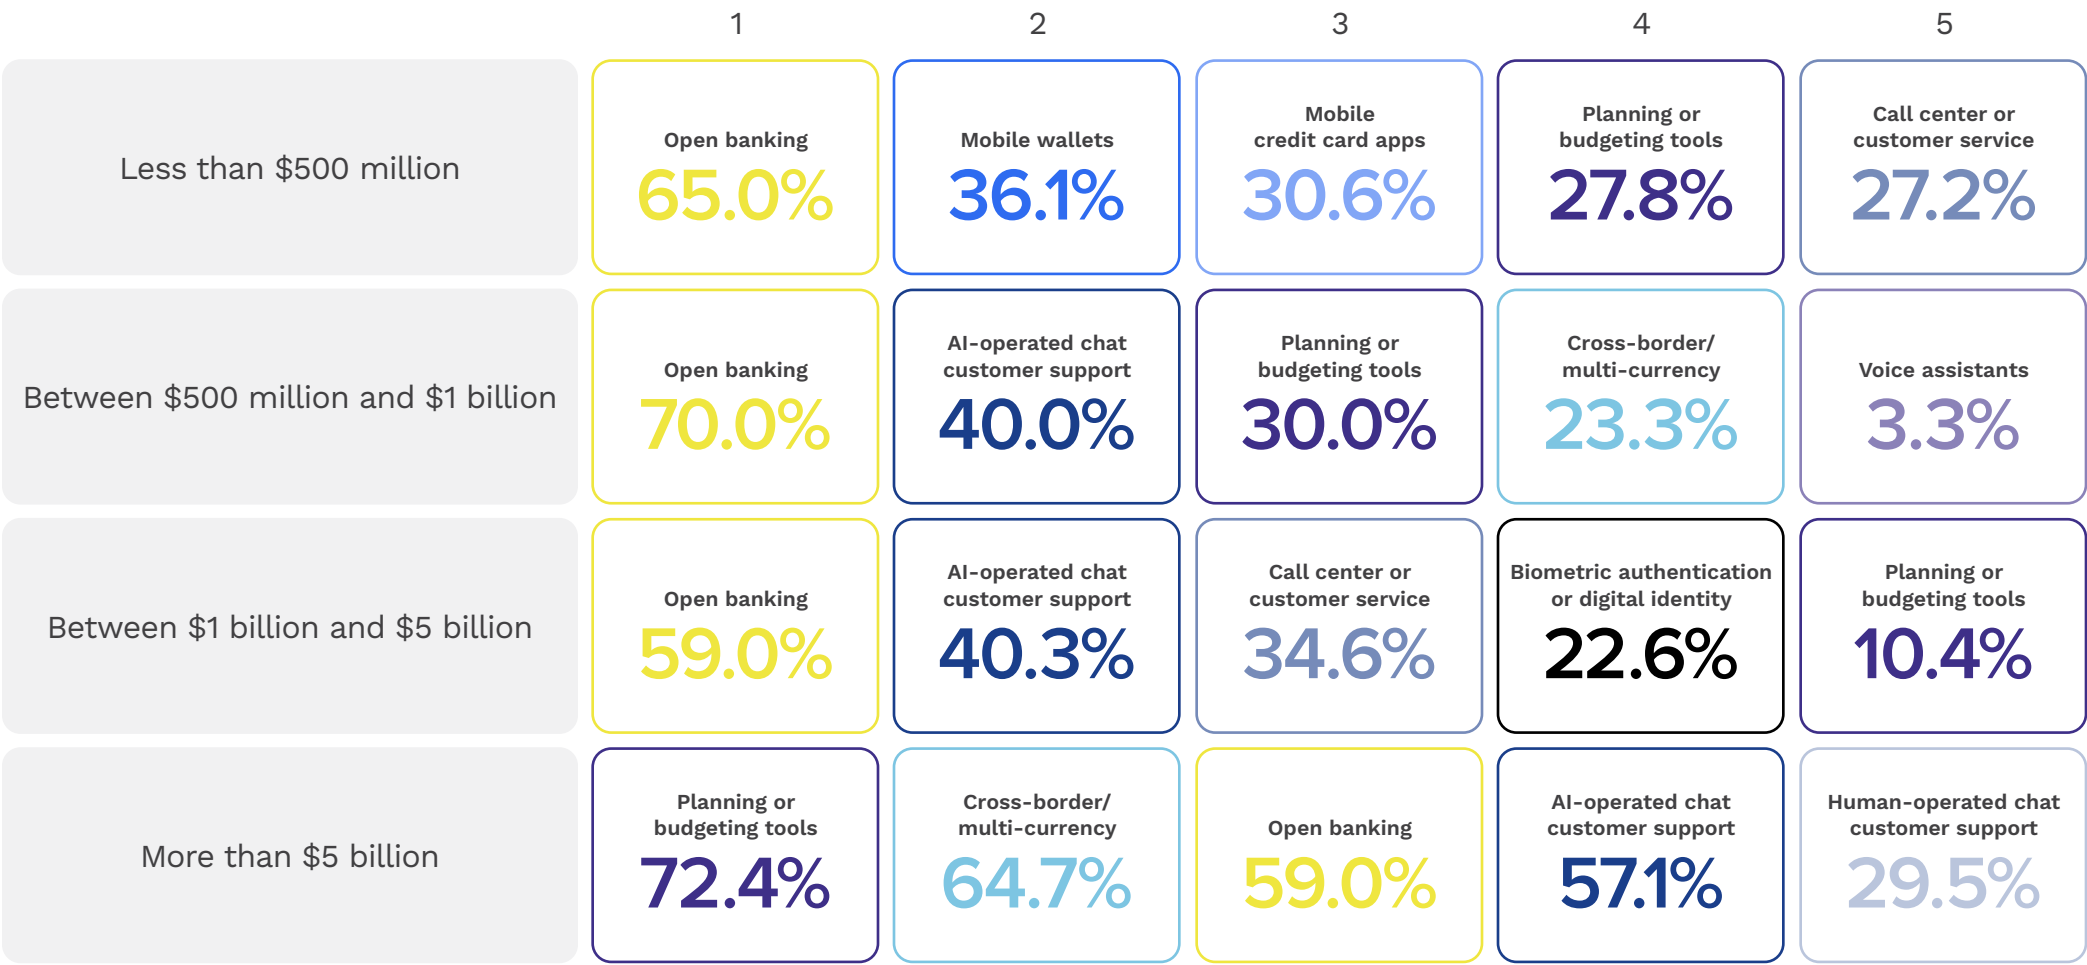 1
2
3
4
5
Less than $500 million
Open banking
65.0%
Mobile wallets
36.1%
Mobile
credit card apps
30.6%
Planning or
budgeting tools
27.8%
Call center or
customer service
27.2%
Between $500 million and $1 billion
Open banking
70.0%
AI-operated chat
customer support
40.0%
Planning or
budgeting tools
30.0%
Cross-border/
multi-currency
23.3%
Voice assistants
3.3%
Between $1 billion and $5 billion
Open banking
59.0%
AI-operated chat
customer support
40.3%
Call center or
customer service
34.6%
Biometric authentication
or digital identity
22.6%
Planning or
budgeting tools
10.4%
More than $5 billion
Planning or
budgeting tools
72.4%
Cross-border/
multi-currency
64.7%
Open banking
59.0%
AI-operated chat
customer support
57.1%
Human-operated chat
customer support
29.5%